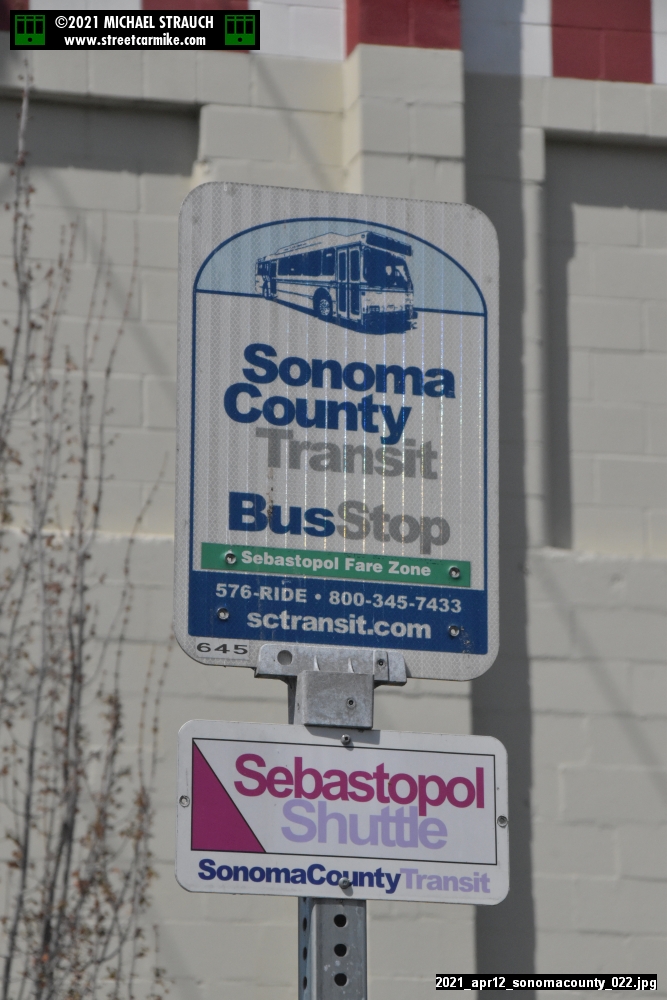 ©2021 MICHAEL STRAUCH
www.streetcarmike.com
Sonoma
County
Transit
BusStop
Sebastopol Fare Zone
576-RIDE • 800-345-7433
sctransit.com
645
Sebastopol
Shuttle
SonomaCountyTransit
2021_apr12_sonomacounty_022.jpg